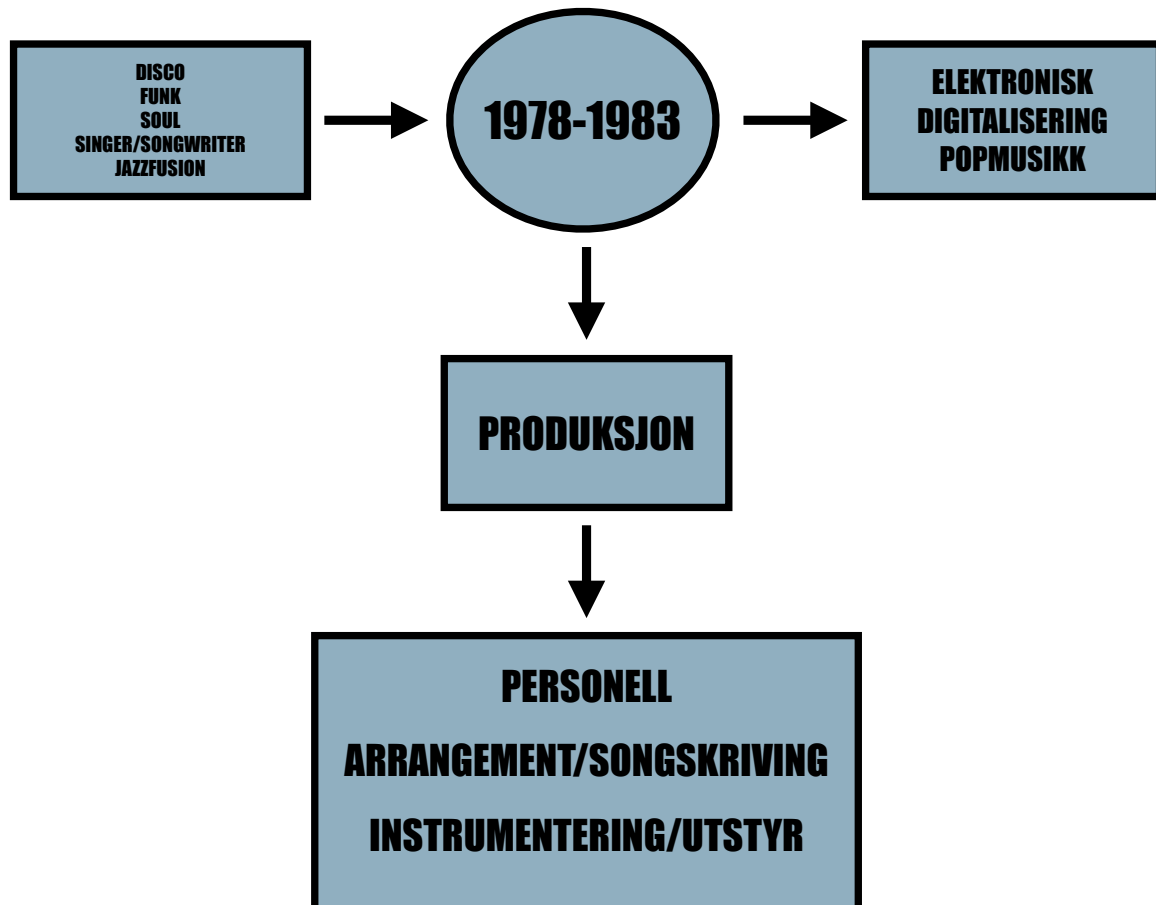 DISCO
FUNK
SOUL
SINGER/SONGWRITER
JAZZFUSION
1978-1983
ELEKTRONISK
DIGITALISERING
POPMUSIKK
PRODUKSJON
PERSONELL
ARRANGEMENT/SONGSKRIVING
INSTRUMENTERING/UTSTYR